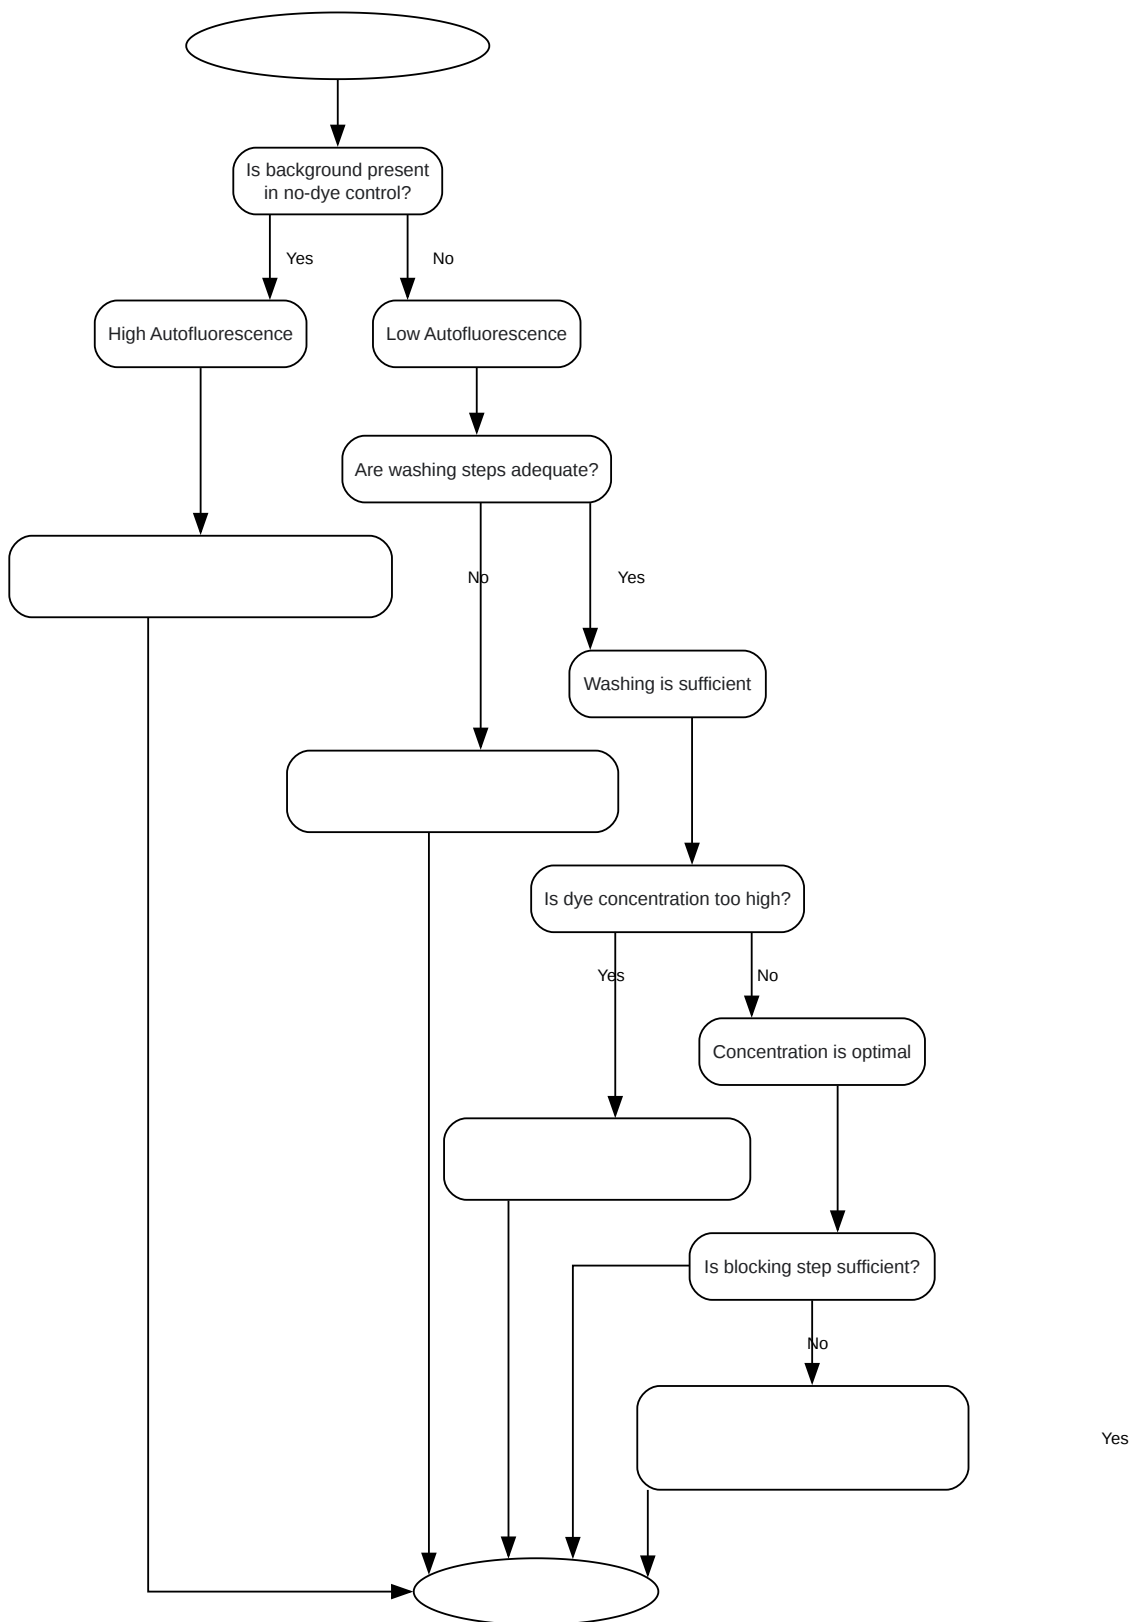 Is background present
in no-dye control?
Yes
No
High Autofluorescence
Low Autofluorescence
Are washing steps adequate?
No
Yes
Washing is sufficient
Is dye concentration too high?
Yes
No
Concentration is optimal
Is blocking step sufficient?
No
Yes